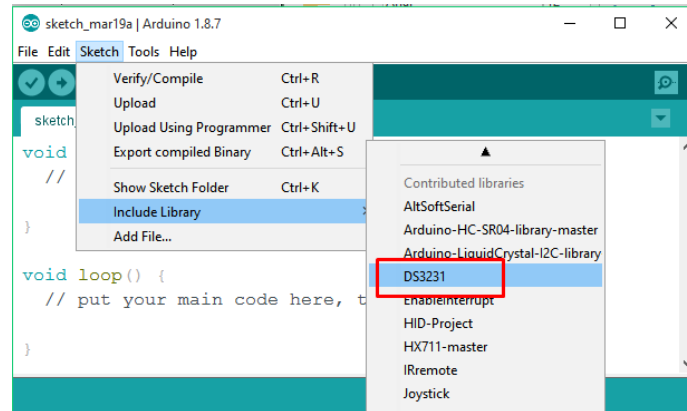 sketch_mar19a | Arduino 1.8.7
File Edit Sketch Tools Help
Verify/Compile Ctrl+R
Upload Ctrl+U
Upload Using Programmer Ctrl+Shift+U
Export compiled Binary Ctrl+Alt+S
Show Sketch Folder Ctrl+K
Include Library
Add File...
sketch
void
//
}
void loop() {
// put your main code here, t
}
Contributed libraries
AltSoftSerial
Arduino-HC-SR04-library-master
Arduino-LiquidCrystal-I2C-library
DS3231
EnableInterrupt
HID-Project
HX711-master
IRremote
Joystick